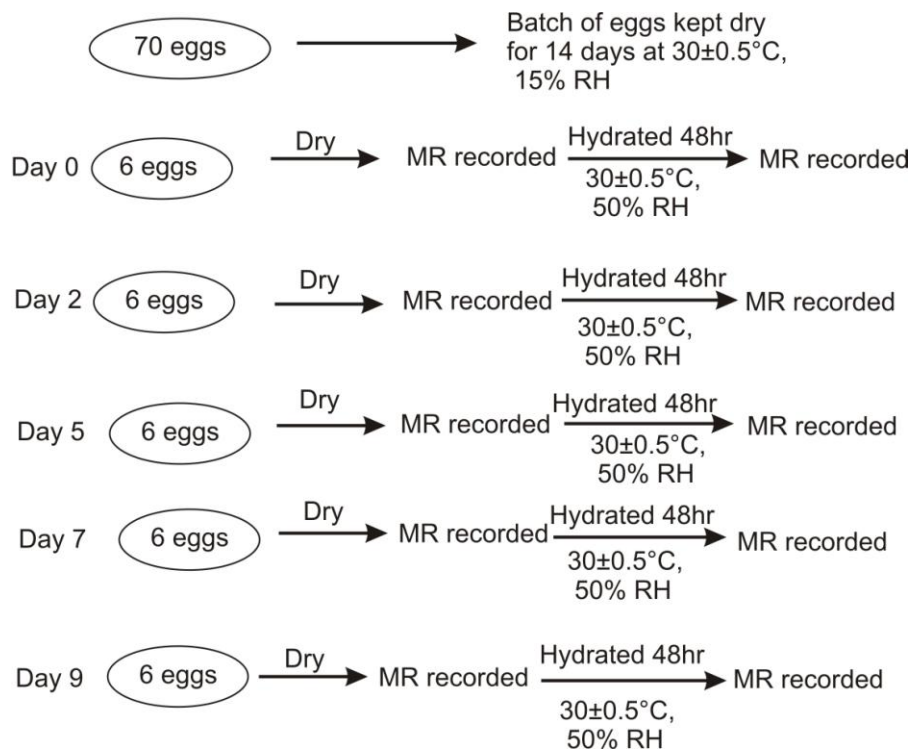 70 eggs
Batch of eggs kept dry
for 14 days at 30±0.5°C,
15% RH
Day 0
6 eggs
Dry
MR recorded
Hydrated 48hr
30±0.5°C,
50% RH
MR recorded
Day 2
6 eggs
Dry
MR recorded
Hydrated 48hr
30±0.5°C,
50% RH
MR recorded
Day 5
6 eggs
Dry
MR recorded
Hydrated 48hr
30±0.5°C,
50% RH
MR recorded
Day 7
6 eggs
Dry
MR recorded
Hydrated 48hr
30±0.5°C,
50% RH
MR recorded
Day 9
6 eggs
Dry
MR recorded
Hydrated 48hr
30±0.5°C,
50% RH
MR recorded